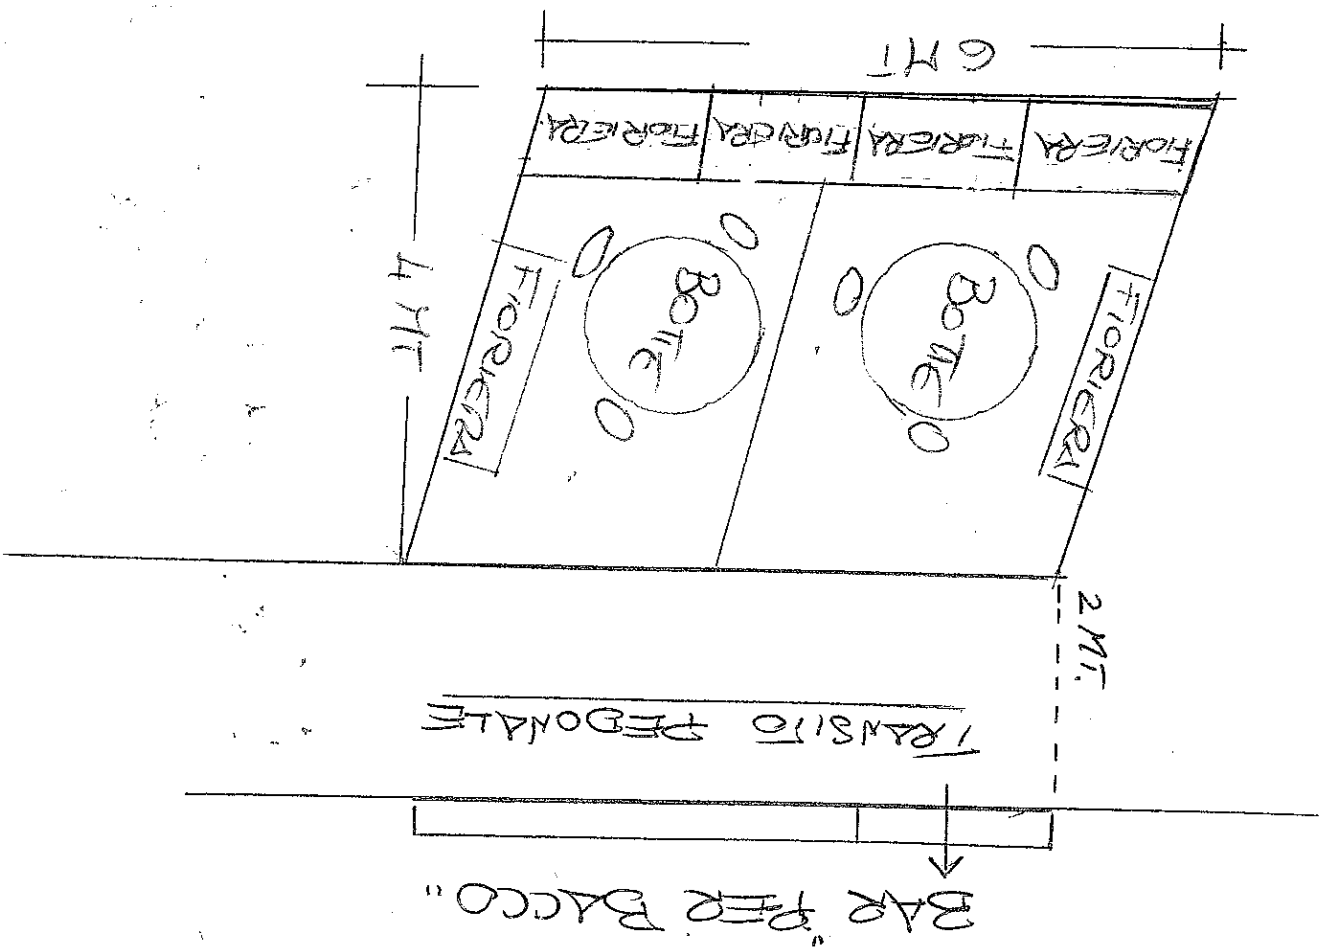 BAR "PER BACCO"
TRANSITO PEDONALE
2 MT.
FIORIERA
BOTTE
BOTTE
FIORIERA
4 MT
FIORIERA FIORIERA FIORIERA FIORIERA
6 MT